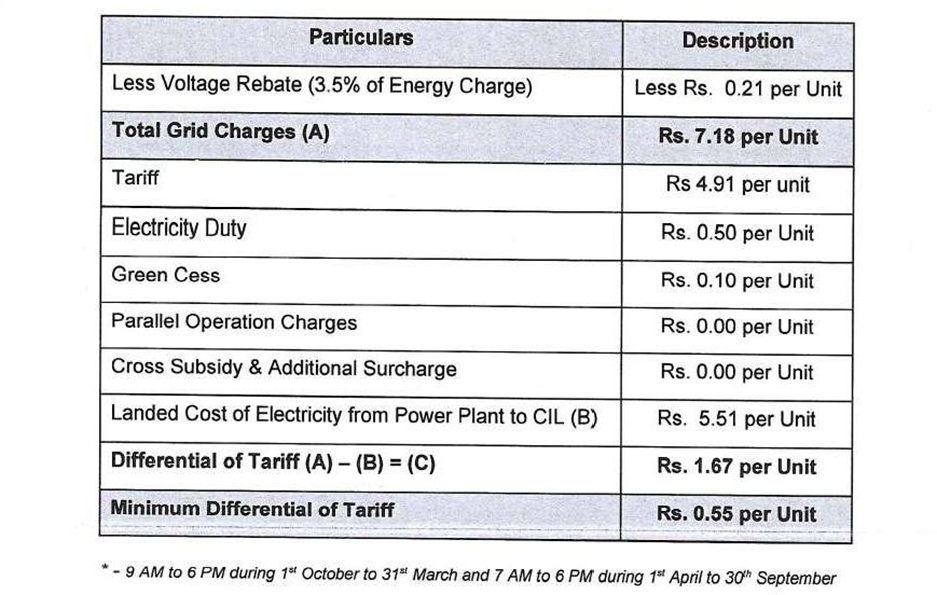 Particulars Description
Less Voltage Rebate (3.5% of Energy Charge) Less Rs. 0.21 per Unit
Total Grid Charges (A) Rs. 7.18 per Unit
Tariff Rs 4.91 per unit
Electricity Duty Rs. 0.50 per Unit
Green Cess Rs. 0.10 per Unit
Parallel Operation Charges Rs. 0.00 per Unit
Cross Subsidy & Additional Surcharge Rs. 0.00 per Unit
Landed Cost of Electricity from Power Plant to CIL (B) Rs. 5.51 per Unit
Differential of Tariff (A) – (B) = (C) Rs. 1.67 per Unit
Minimum Differential of Tariff Rs. 0.55 per Unit
* - 9 AM to 6 PM during 1st October to 31st March and 7 AM to 6 PM during 1st April to 30th September